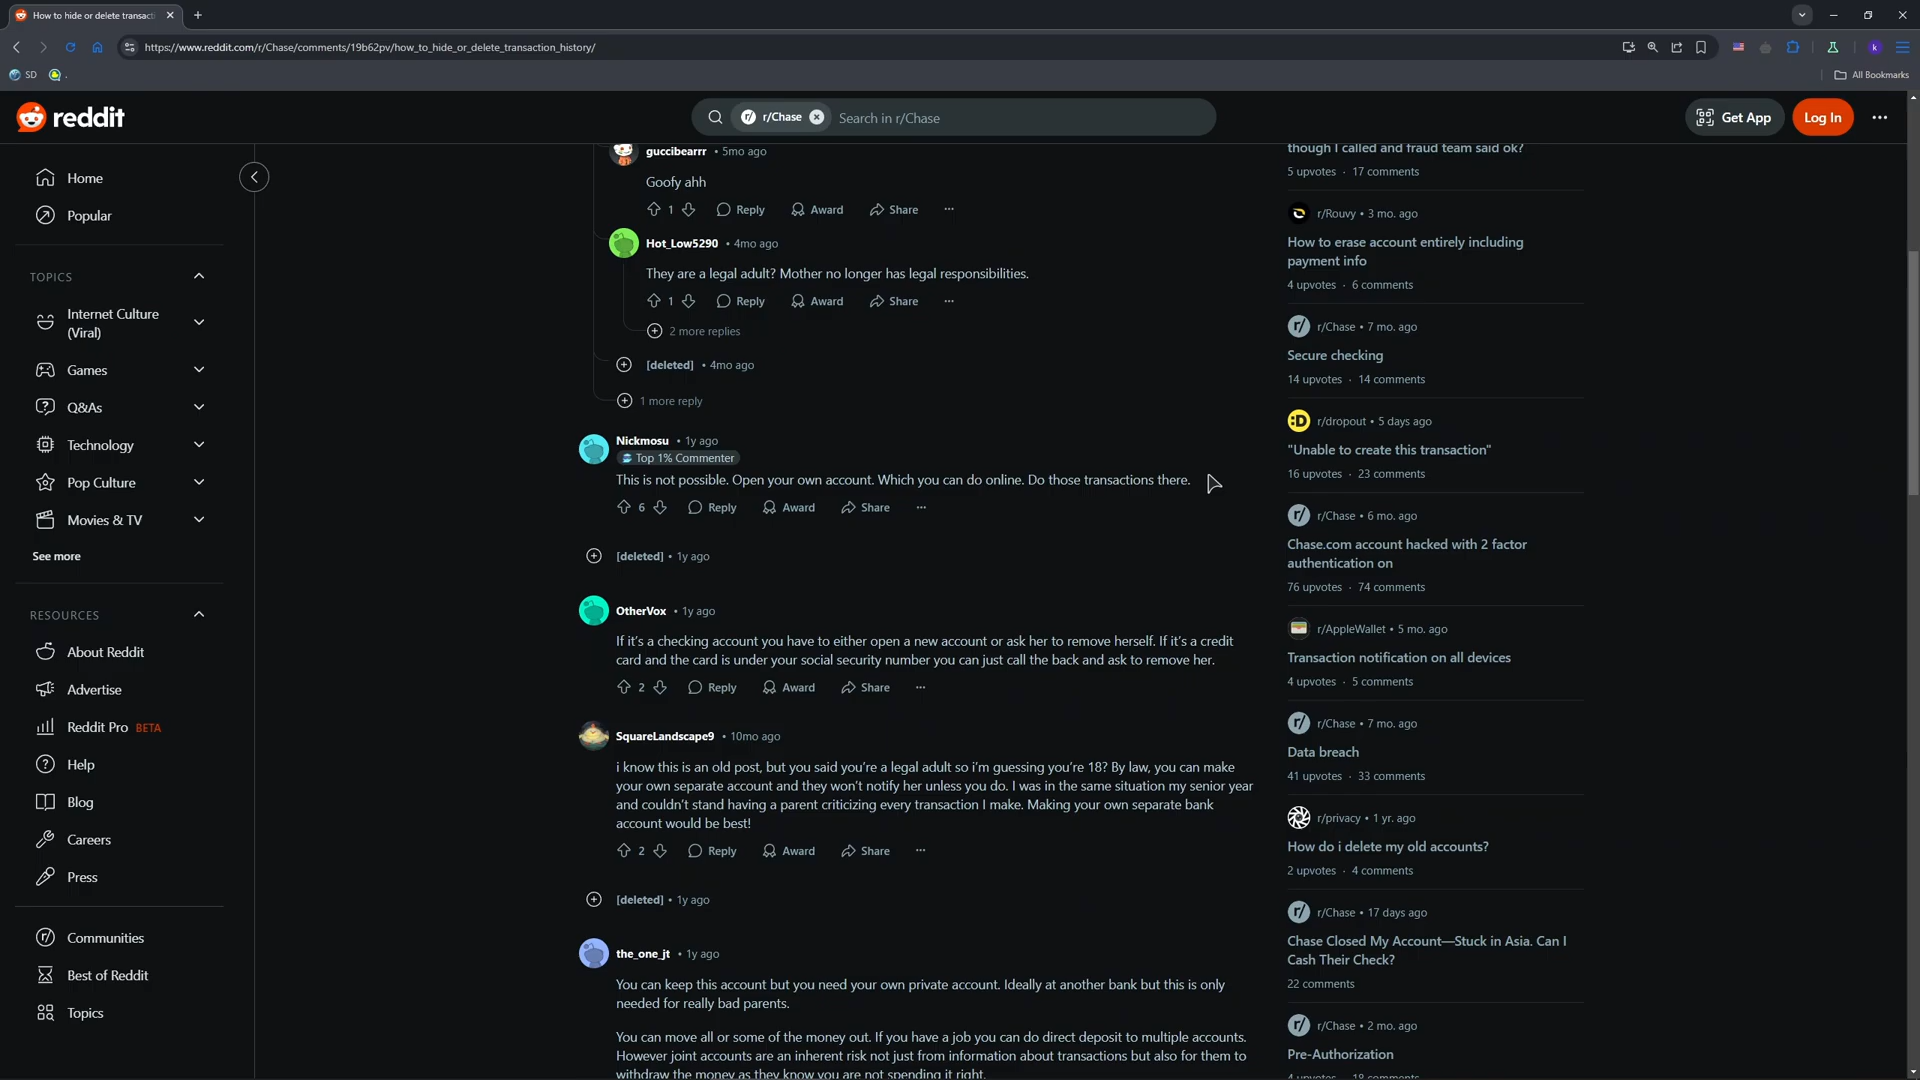 How to hide or delete transacti
https://www.reddit.com/r/Chase/comments/19b62pv/how_to_hide_or_delete_transaction_history/
k
SD
.
All Bookmarks
reddit
r/Chase
Search in r/Chase
Get App
Log In
Home
Popular
TOPICS
Internet Culture
(Viral)
Games
Q&As
Technology
Pop Culture
Movies & TV
See more
RESOURCES
About Reddit
Advertise
Reddit Pro BETA
Help
Blog
Careers
Press
Communities
Best of Reddit
Topics
guccibearrr • 5mo ago
Goofy ahh
1 Reply Award Share
Hot_Low5290 • 4mo ago
They are a legal adult? Mother no longer has legal responsibilities.
1 Reply Award Share
2 more replies
[deleted] • 4mo ago
1 more reply
Nickmosu • 1y ago
Top 1% Commenter
This is not possible. Open your own account. Which you can do online. Do those transactions there.
6 Reply Award Share
[deleted] • 1y ago
OtherVox • 1y ago
If it's a checking account you have to either open a new account or ask her to remove herself. If it's a credit
card and the card is under your social security number you can just call the back and ask to remove her.
2 Reply Award Share
SquareLandscape9 • 10mo ago
i know this is an old post, but you said you're a legal adult so i'm guessing you're 18? By law, you can make
your own separate account and they won't notify her unless you do. I was in the same situation my senior year
and couldn't stand having a parent criticizing every transaction I make. Making your own separate bank
account would be best!
2 Reply Award Share
[deleted] • 1y ago
the_one_jt • 1y ago
You can keep this account but you need your own private account. Ideally at another bank but this is only
needed for really bad parents.
You can move all or some of the money out. If you have a job you can do direct deposit to multiple accounts.
However joint accounts are an inherent risk not just from information about transactions but also for them to
withdraw the money as they know you are not spending it right.
though I called and fraud team said ok?
5 upvotes · 17 comments
r/Rouvy • 3 mo. ago
How to erase account entirely including
payment info
4 upvotes · 6 comments
r/Chase • 7 mo. ago
Secure checking
14 upvotes · 14 comments
r/dropout • 5 days ago
"Unable to create this transaction"
16 upvotes · 23 comments
r/Chase • 6 mo. ago
Chase.com account hacked with 2 factor
authentication on
76 upvotes · 74 comments
r/AppleWallet • 5 mo. ago
Transaction notification on all devices
4 upvotes · 5 comments
r/Chase • 7 mo. ago
Data breach
41 upvotes · 33 comments
r/privacy • 1 yr. ago
How do i delete my old accounts?
2 upvotes · 4 comments
r/Chase • 17 days ago
Chase Closed My Account—Stuck in Asia. Can I
Cash Their Check?
22 comments
r/Chase • 2 mo. ago
Pre-Authorization
4 upvotes · 18 comments